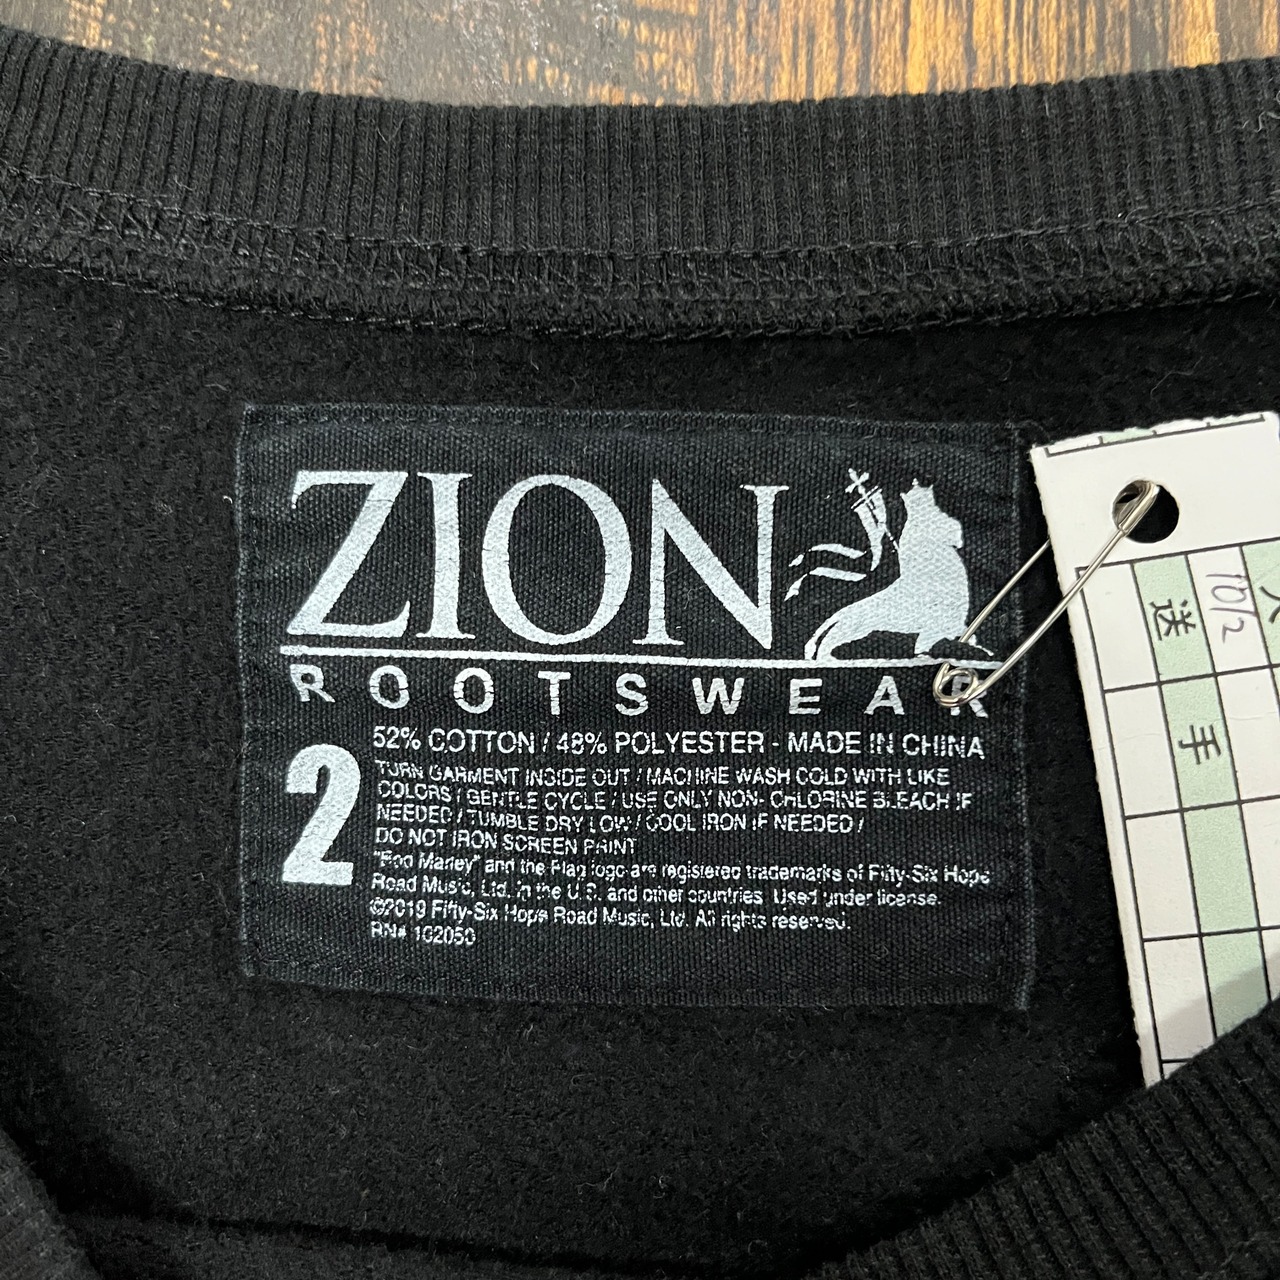 ZION
ROOTSWEAR
2
52% COTTON / 48% POLYESTER - MADE IN CHINA
TURN GARMENT INSIDE OUT / MACHINE WASH COLD WITH LIKE
COLORS / GENTLE CYCLE / USE ONLY NON- CHLORINE BLEACH IF
NEEDED / TUMBLE DRY LOW / COOL IRON IF NEEDED /
DO NOT IRON SCREEN PRINT
"Bob Marley" and the Flag logo are registered trademarks of Fifty-Six Hope
Road Music, Ltd. in the U.S. and other countries. Used under license.
©2019 Fifty-Six Hope Road Music, Ltd. All rights reserved.
RN# 102050
10/2
送
手